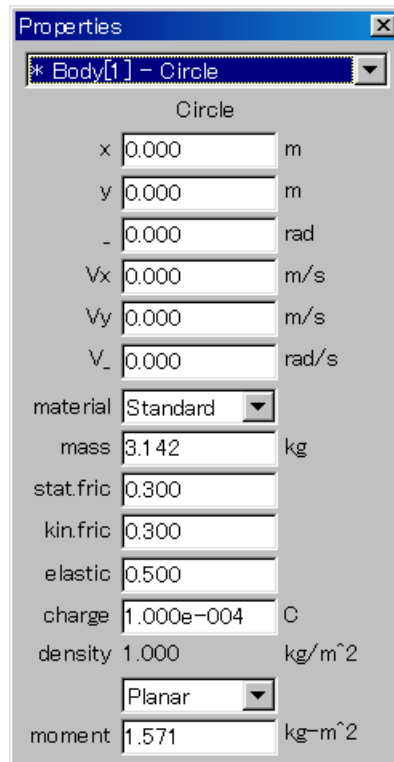 Properties
* Body[1] - Circle
Circle
x 0.000 m
y 0.000 m
_ 0.000 rad
Vx 0.000 m/s
Vy 0.000 m/s
V_ 0.000 rad/s
material Standard
mass 3.142 kg
stat.fric 0.300
kin.fric 0.300
elastic 0.500
charge 1.000e-004 C
density 1.000 kg/m^2
Planar
moment 1.571 kg-m^2